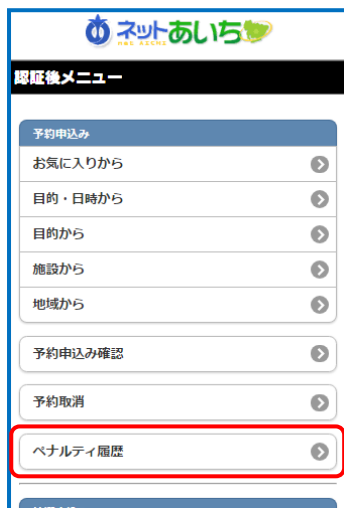 ネットあいち
NET AICHI
認証後メニュー
予約申込み
お気に入りから
目的・日時から
目的から
施設から
地域から
予約申込み確認
予約取消
ペナルティ履歴